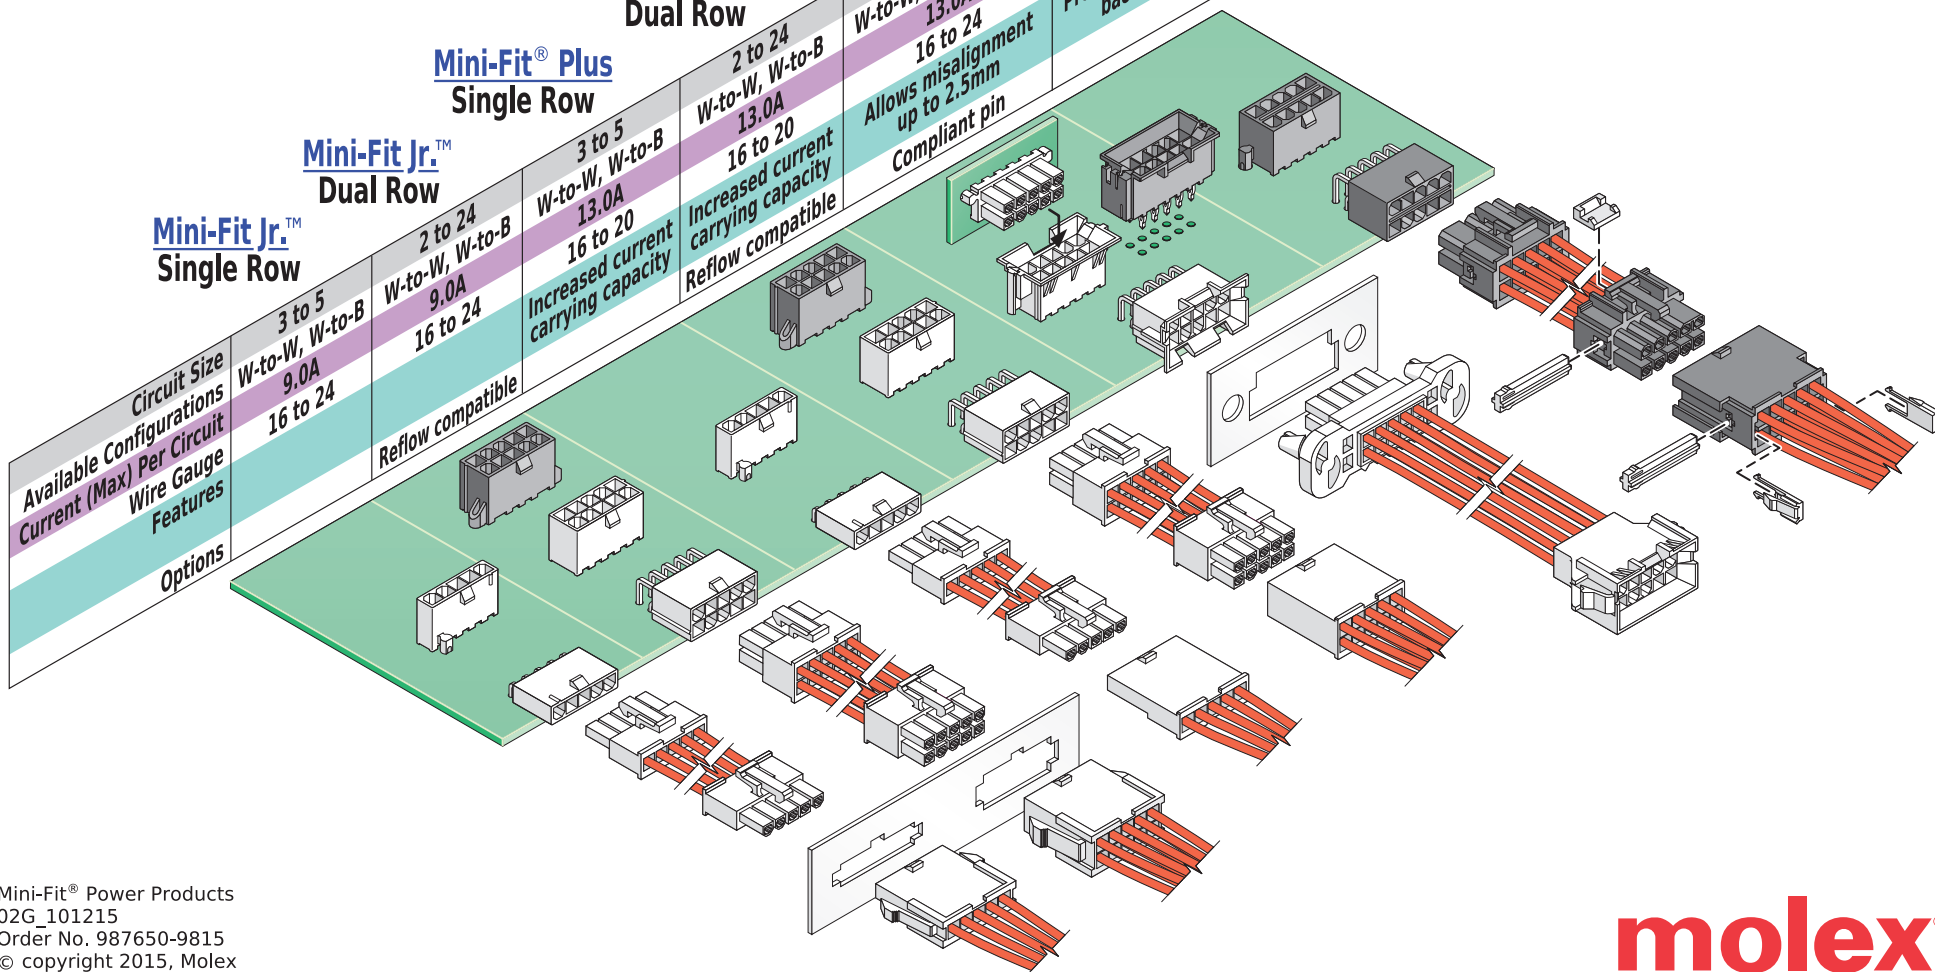 Dual Row
Mini-Fit® Plus
Single Row
Mini-Fit Jr.™
Dual Row
Mini-Fit Jr.™
Single Row
Circuit Size
Available Configurations
Current (Max) Per Circuit
Wire Gauge
Features
Options
3 to 5
W-to-W, W-to-B
9.0A
16 to 24
2 to 24
W-to-W, W-to-B
9.0A
16 to 24
Reflow compatible
3 to 5
W-to-W, W-to-B
13.0A
16 to 20
Increased current
carrying capacity
2 to 24
W-to-W, W-to-B
13.0A
16 to 20
Increased current
carrying capacity
Reflow compatible
W-to-W,
13.0A
16 to 24
Allows misalignment
up to 2.5mm
Compliant pin
Mini-Fit® Power Products
02G_101215
Order No. 987650-9815
© copyright 2015, Molex
molex